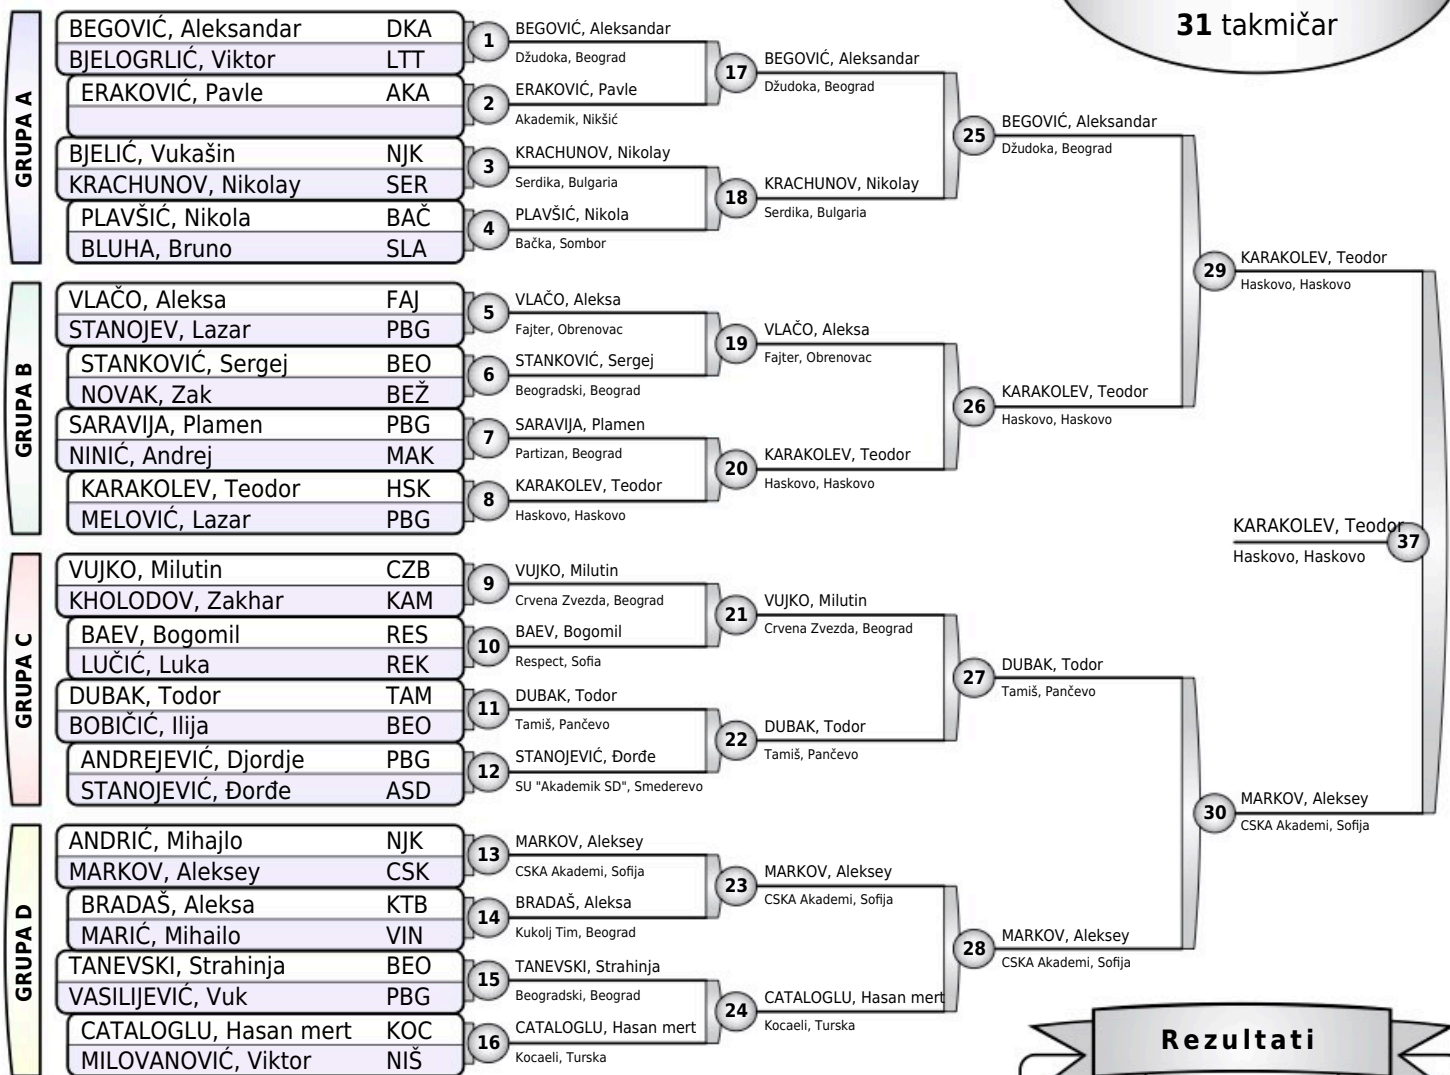 31 takmičar
GRUPA A
BEGOVIĆ, Aleksandar DKA
BJELOGRLIĆ, Viktor LTT
ERAKOVIĆ, Pavle AKA
BJELIĆ, Vukašin NJK
KRACHUNOV, Nikolay SER
PLAVŠIĆ, Nikola BAČ
BLUHA, Bruno SLA
GRUPA B
VLAČO, Aleksa FAJ
STANOJEV, Lazar PBG
STANKOVIĆ, Sergej BEO
NOVAK, Zak BEŽ
SARAVIJA, Plamen PBG
NINIĆ, Andrej MAK
KARAKOLEV, Teodor HSK
MELOVIĆ, Lazar PBG
GRUPA C
VUJKO, Milutin CZB
KHOLODOV, Zakhar KAM
BAEV, Bogomil RES
LUČIĆ, Luka REK
DUBAK, Todor TAM
BOBIČIĆ, Ilija BEO
ANDREJEVIĆ, Djordje PBG
STANOJEVIĆ, Đorđe ASD
GRUPA D
ANDRIĆ, Mihajlo NJK
MARKOV, Aleksey CSK
BRADAŠ, Aleksa KTB
MARIĆ, Mihailo VIN
TANEVSKI, Strahinja BEO
VASILIJEVIĆ, Vuk PBG
CATALOGLU, Hasan mert KOC
MILOVANOVIĆ, Viktor NIŠ
1
BEGOVIĆ, Aleksandar
Džudoka, Beograd
2
ERAKOVIĆ, Pavle
Akademik, Nikšić
3
KRACHUNOV, Nikolay
Serdika, Bulgaria
4
PLAVŠIĆ, Nikola
Bačka, Sombor
5
VLAČO, Aleksa
Fajter, Obrenovac
6
STANKOVIĆ, Sergej
Beogradski, Beograd
7
SARAVIJA, Plamen
Partizan, Beograd
8
KARAKOLEV, Teodor
Haskovo, Haskovo
9
VUJKO, Milutin
Crvena Zvezda, Beograd
10
BAEV, Bogomil
Respect, Sofia
11
DUBAK, Todor
Tamiš, Pančevo
12
STANOJEVIĆ, Đorđe
SU "Akademik SD", Smederevo
13
MARKOV, Aleksey
CSKA Akademi, Sofija
14
BRADAŠ, Aleksa
Kukolj Tim, Beograd
15
TANEVSKI, Strahinja
Beogradski, Beograd
16
CATALOGLU, Hasan mert
Kocaeli, Turska
17
BEGOVIĆ, Aleksandar
Džudoka, Beograd
18
KRACHUNOV, Nikolay
Serdika, Bulgaria
19
VLAČO, Aleksa
Fajter, Obrenovac
20
KARAKOLEV, Teodor
Haskovo, Haskovo
21
VUJKO, Milutin
Crvena Zvezda, Beograd
22
DUBAK, Todor
Tamiš, Pančevo
23
MARKOV, Aleksey
CSKA Akademi, Sofija
24
CATALOGLU, Hasan mert
Kocaeli, Turska
25
BEGOVIĆ, Aleksandar
Džudoka, Beograd
26
KARAKOLEV, Teodor
Haskovo, Haskovo
27
DUBAK, Todor
Tamiš, Pančevo
28
MARKOV, Aleksey
CSKA Akademi, Sofija
29
KARAKOLEV, Teodor
Haskovo, Haskovo
30
MARKOV, Aleksey
CSKA Akademi, Sofija
KARAKOLEV, Teodor
37
Haskovo, Haskovo
Rezultati